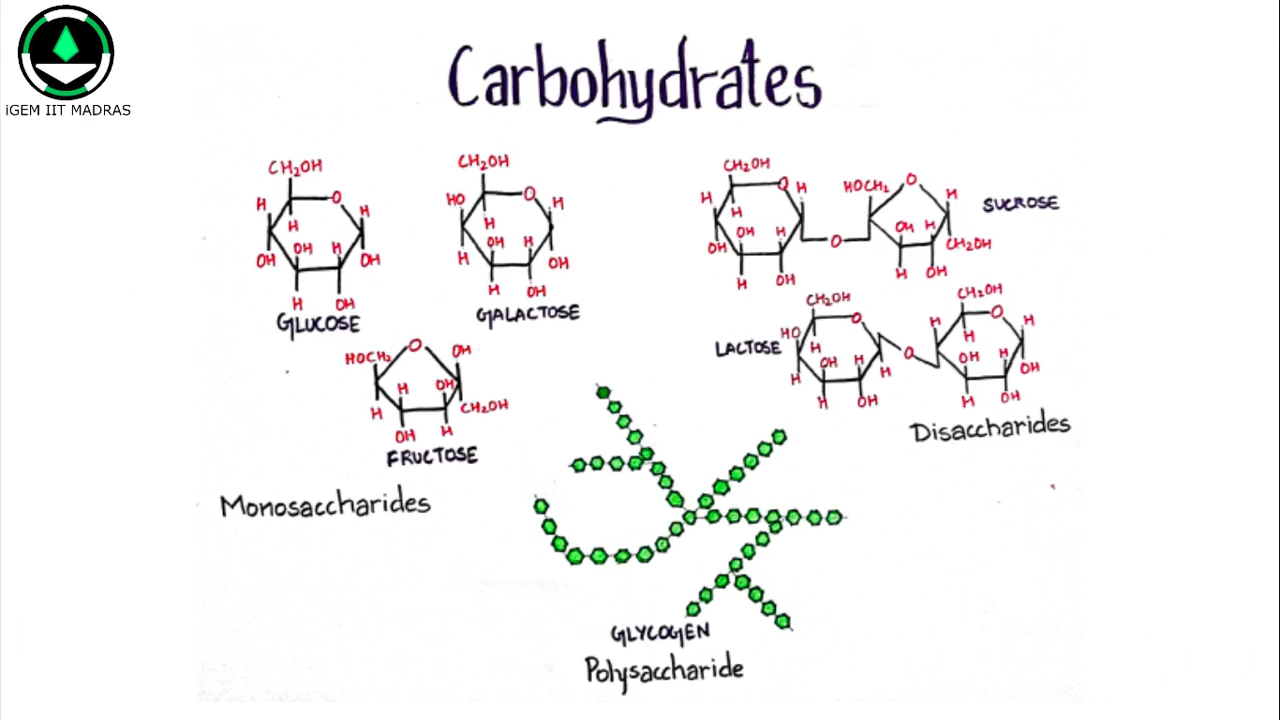 iGEM IIT MADRAS
Carbohydrates
CH₂OH
H
O
H
H
OH
OH
H
OH
H
OH
GLUCOSE
CH₂OH
HO
O
H
H
OH
H
H
OH
H
OH
GALACTOSE
HOCH₂
O
OH
H
OH
H
CH₂OH
OH
H
FRUCTOSE
Monosaccharides
CH₂OH
H
O
H
H
OH
H
OH
H
OH
O
HOCH₂
O
H
OH
H
CH₂OH
H
OH
SUCROSE
CH₂OH
HO
O
H
OH
H
H
H
H
OH
O
LACTOSE
CH₂OH
H
O
H
H
OH
H
OH
H
OH
Disaccharides
GLYCOGEN
Polysaccharide